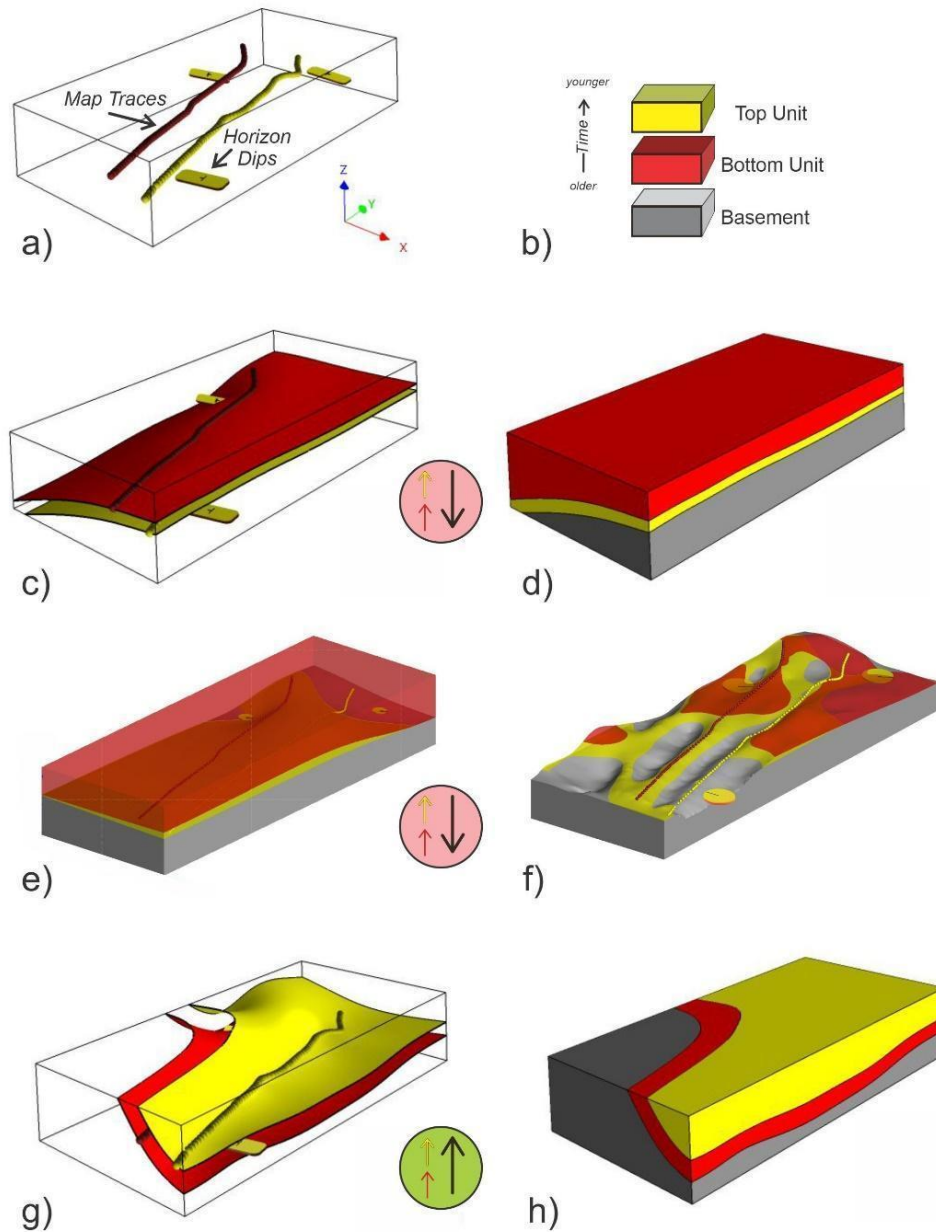 Map Traces
Horizon
Dips
Z
Y
X
a)
younger
Time
older
Top Unit
Bottom Unit
Basement
b)
c)
d)
e)
f)
g)
h)